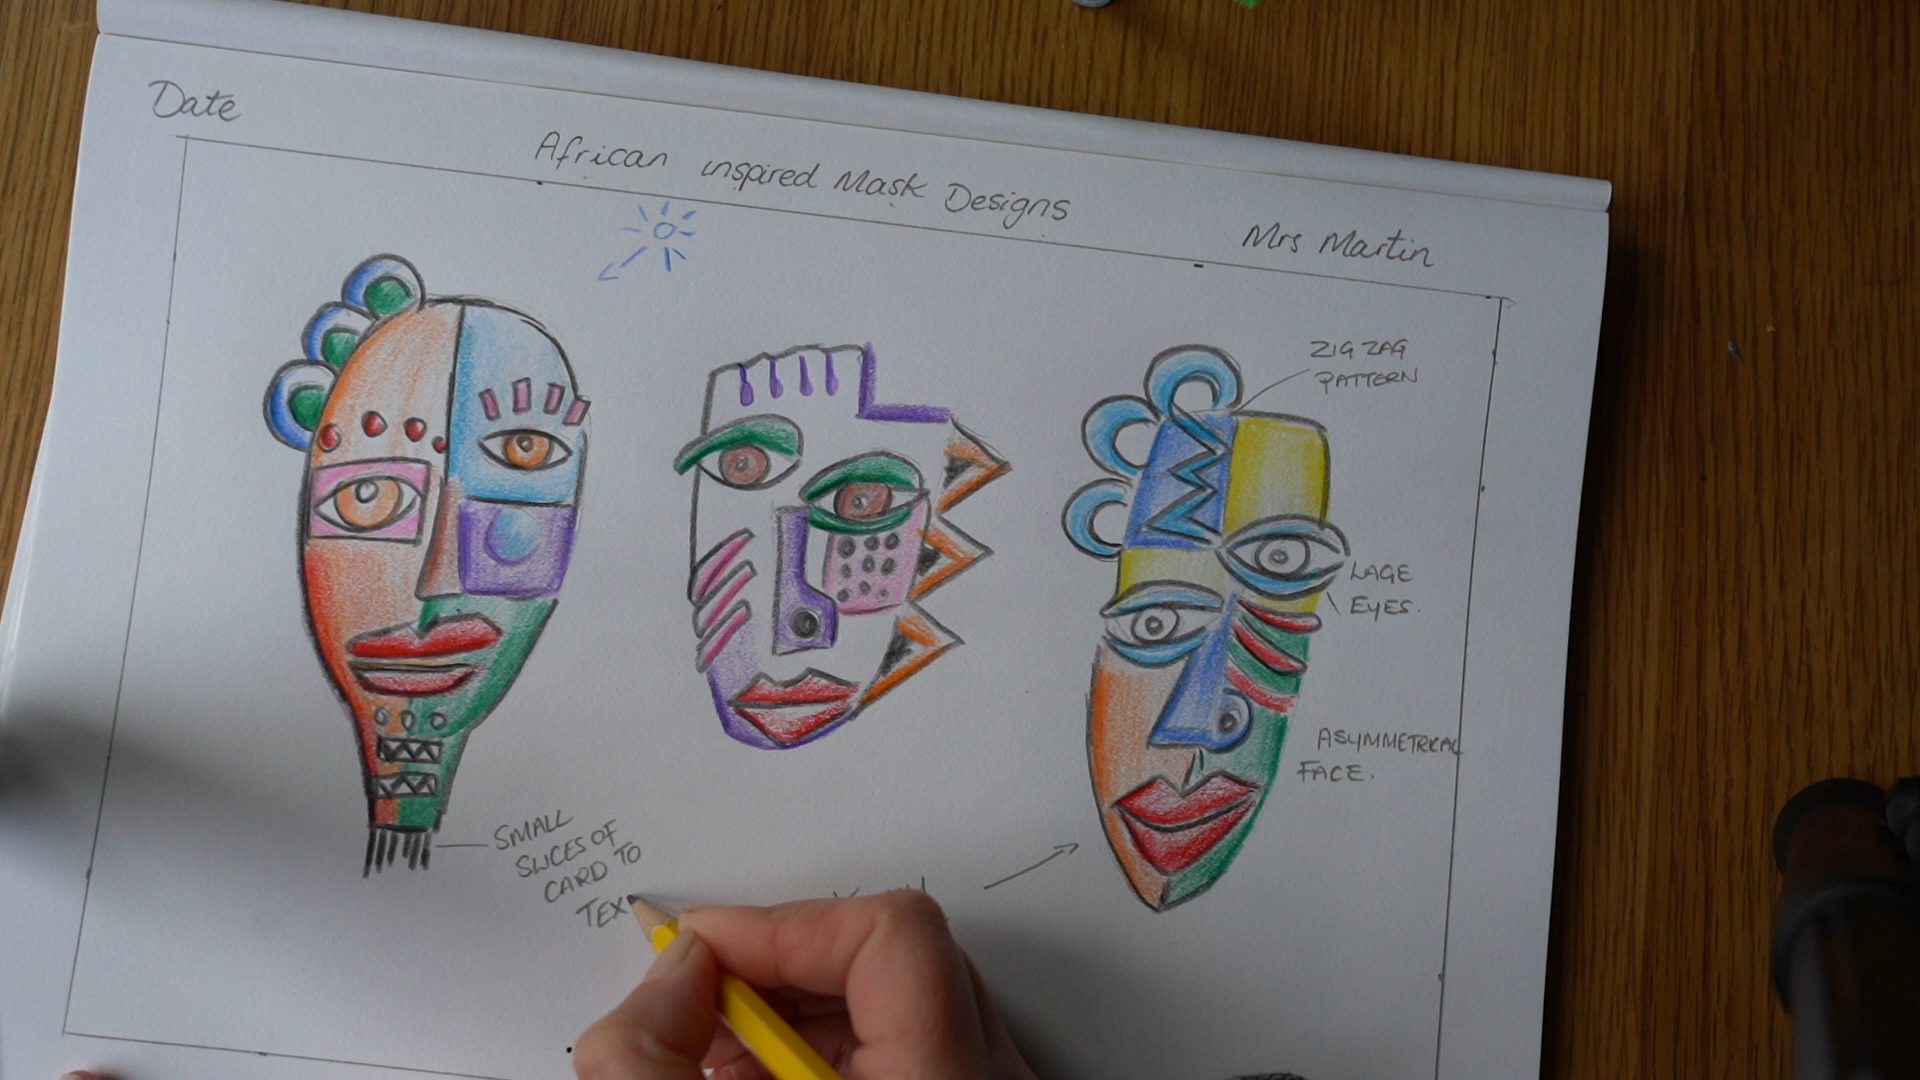 Date
African inspired Mask Designs
Mrs Martin
ZIG ZAG
PATTERN
LAGE
EYES.
ASYMMETRICAL
FACE.
SMALL
SLICES OF
CARD TO
TEX